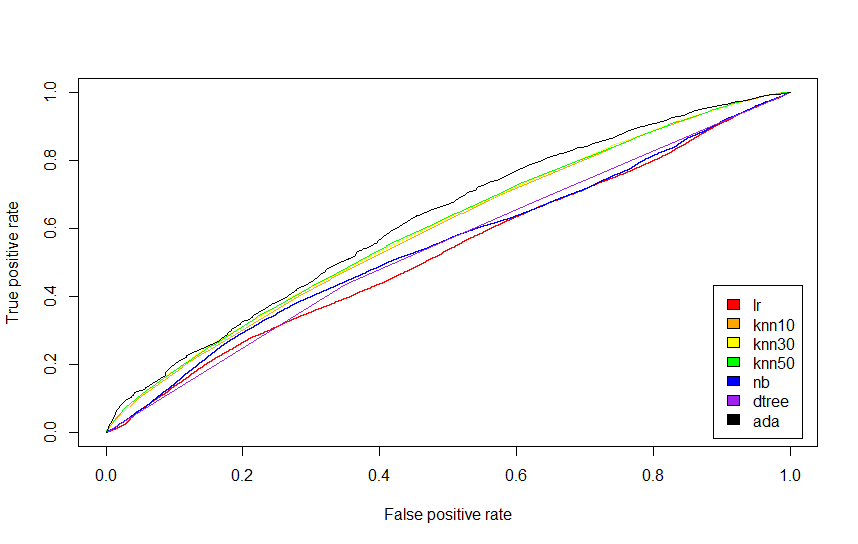 1.0
0.8
0.6
0.4
0.2
0.0
True positive rate
lr
knn10
knn30
knn50
nb
dtree
ada
0.0 0.2 0.4 0.6 0.8 1.0
False positive rate